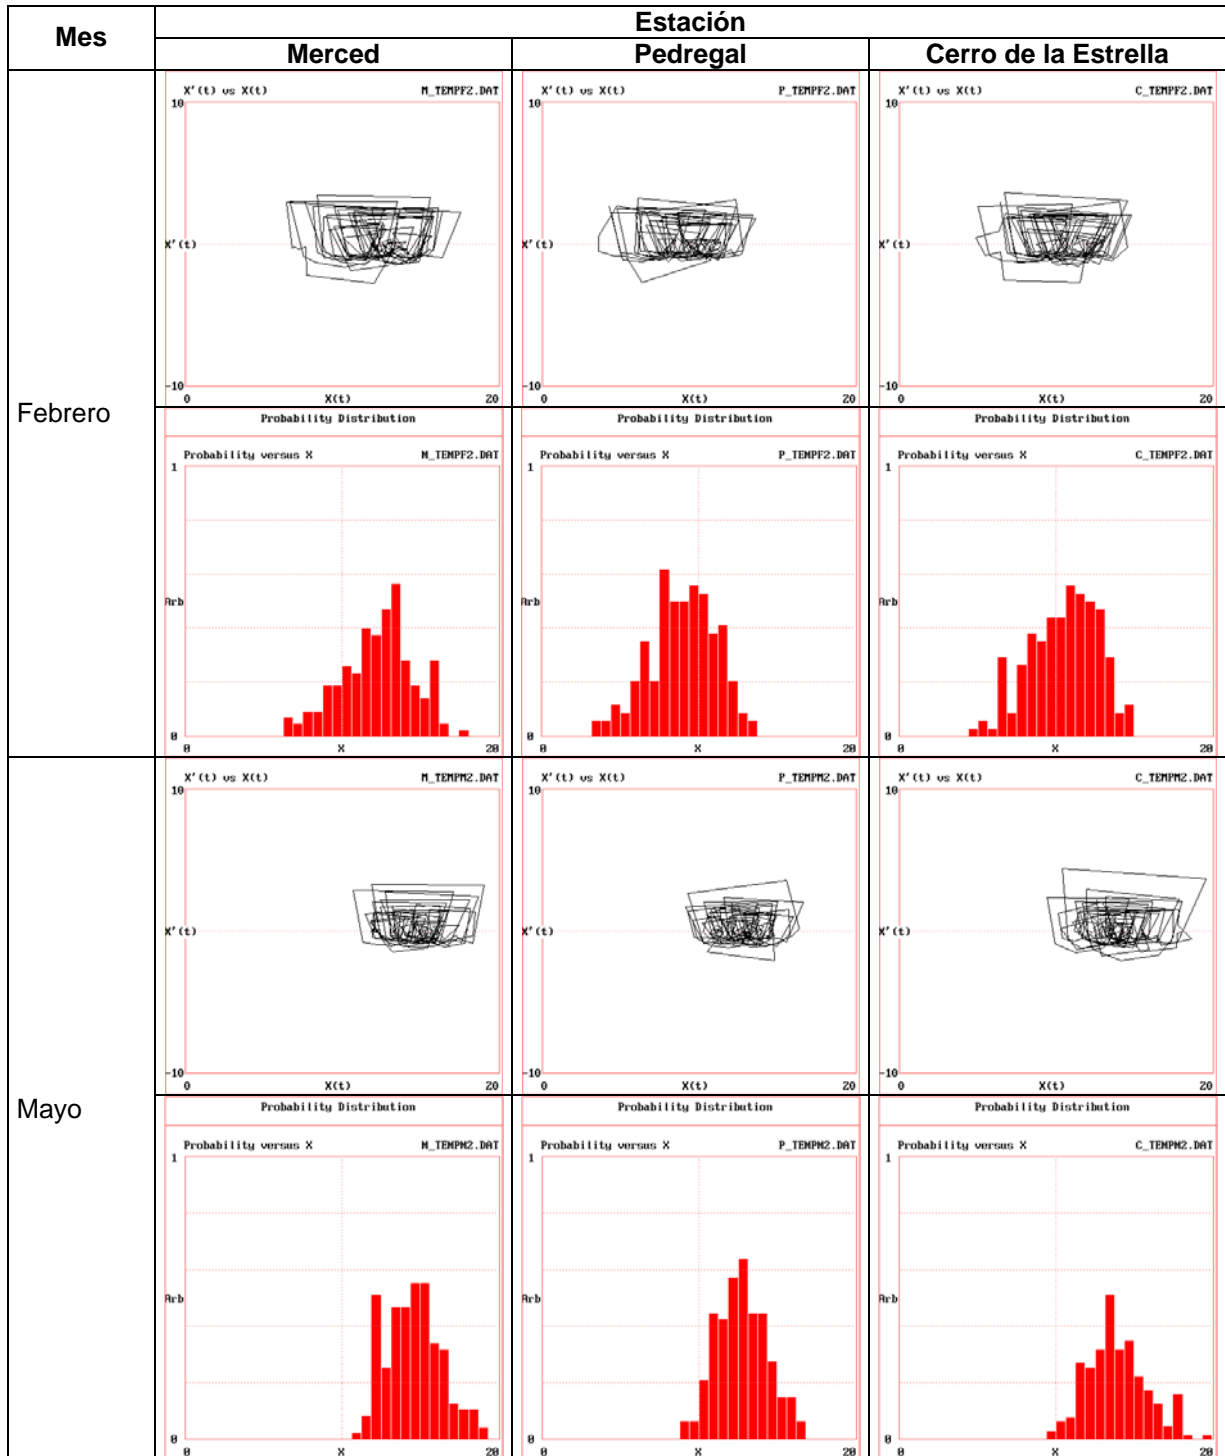 Mes
Estación
Merced Pedregal Cerro de la Estrella
Febrero
X'(t) vs X(t) M_TEMPF2.DAT
10
X'(t)
-10
0 X(t) 20
X'(t) vs X(t) P_TEMPF2.DAT
10
X'(t)
-10
0 X(t) 20
X'(t) vs X(t) C_TEMPF2.DAT
10
X'(t)
-10
0 X(t) 20
Probability Distribution
Probability versus X M_TEMPF2.DAT
1
Arb
0
0 X 20
Probability Distribution
Probability versus X P_TEMPF2.DAT
1
Arb
0
0 X 20
Probability Distribution
Probability versus X C_TEMPF2.DAT
1
Arb
0
0 X 20
Mayo
X'(t) vs X(t) M_TEMPM2.DAT
10
X'(t)
-10
0 X(t) 20
X'(t) vs X(t) P_TEMPM2.DAT
10
X'(t)
-10
0 X(t) 20
X'(t) vs X(t) C_TEMPM2.DAT
10
X'(t)
-10
0 X(t) 20
Probability Distribution
Probability versus X M_TEMPM2.DAT
1
Arb
0
0 X 20
Probability Distribution
Probability versus X P_TEMPM2.DAT
1
Arb
0
0 X 20
Probability Distribution
Probability versus X C_TEMPM2.DAT
1
Arb
0
0 X 20